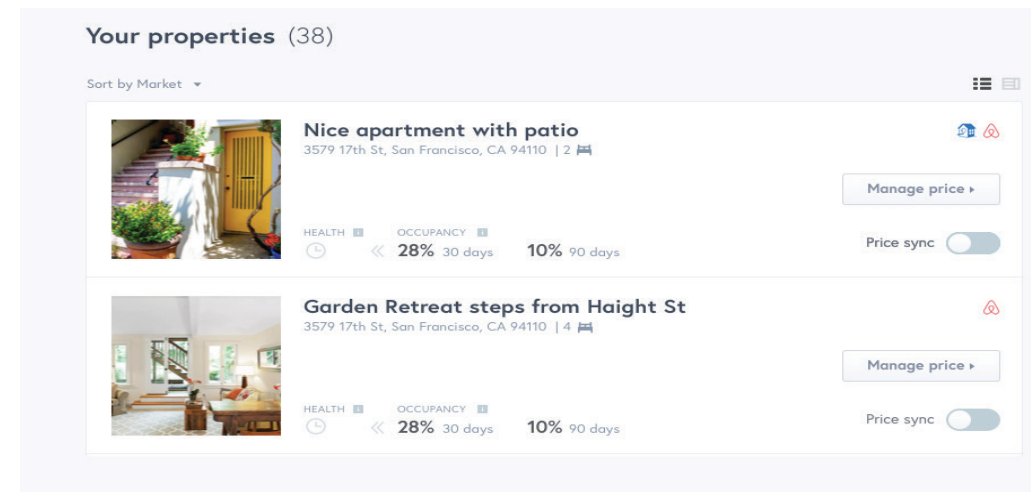 Your properties (38)
Sort by Market
Nice apartment with patio
3579 17th St, San Francisco, CA 94110 | 2
Manage price
HEALTH OCCUPANCY
28% 30 days 10% 90 days
Price sync
Garden Retreat steps from Haight St
3579 17th St, San Francisco, CA 94110 | 4
Manage price
HEALTH OCCUPANCY
28% 30 days 10% 90 days
Price sync